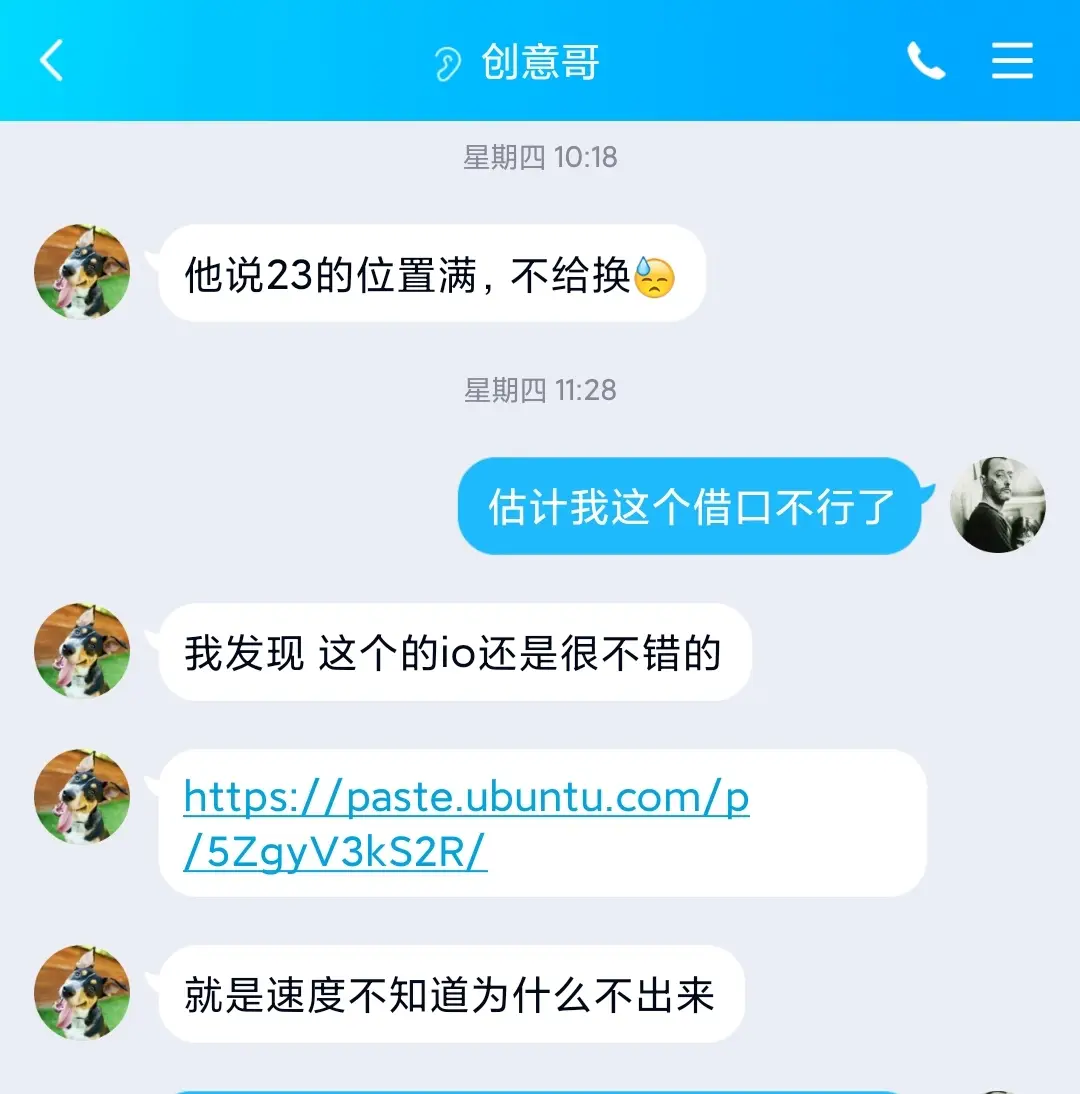 创意哥
星期四 10:18
他说23的位置满，不给换
星期四 11:28
估计我这个借口不行了
我发现 这个的io还是很不错的
https://paste.ubuntu.com/p
/5ZgyV3kS2R/
就是速度不知道为什么不出来